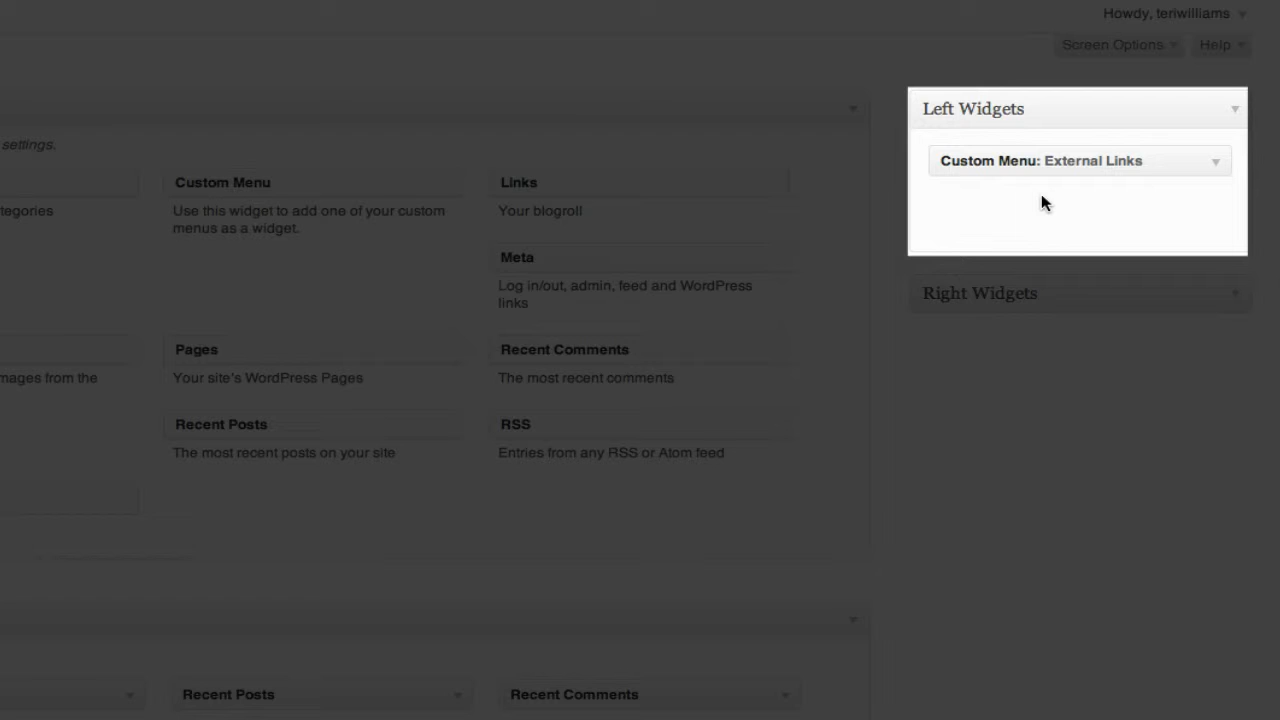 Howdy, teriwilliams
Screen Options
Help
Left Widgets
Custom Menu: External Links
Right Widgets
settings.
tegories
Custom Menu
Use this widget to add one of your custom
menus as a widget.
Links
Your blogroll
Meta
Log in/out, admin, feed and WordPress
links
mages from the
Pages
Your site's WordPress Pages
Recent Comments
The most recent comments
Recent Posts
The most recent posts on your site
RSS
Entries from any RSS or Atom feed
Recent Posts
Recent Comments